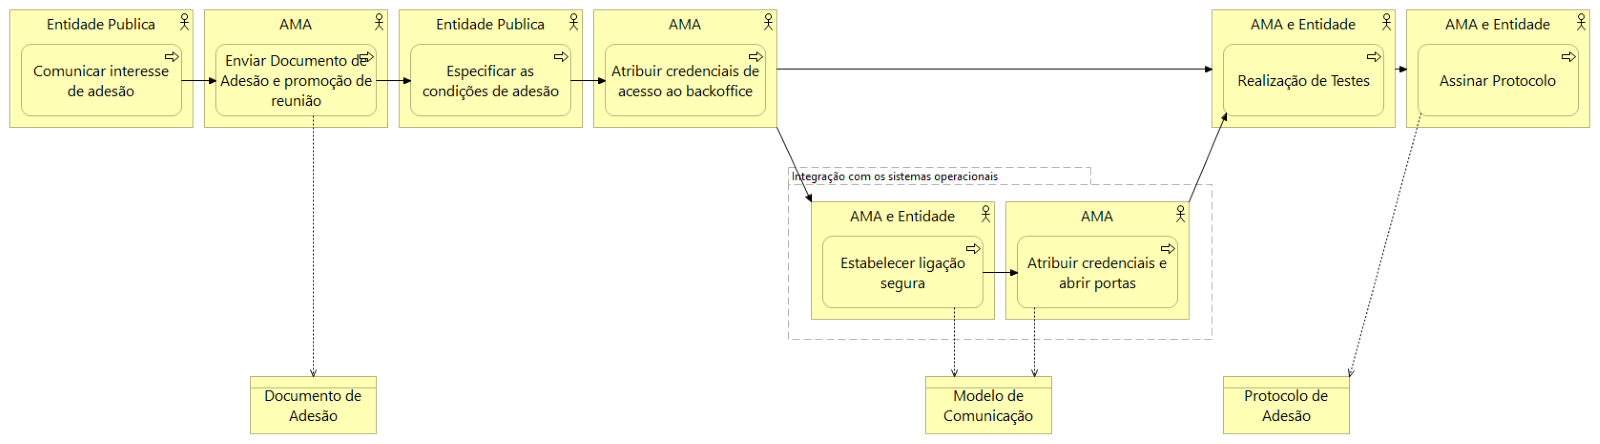 Entidade Publica
Comunicar interesse
de adesão
AMA
Enviar Documento de
Adesão e promoção de
reunião
Entidade Publica
Especificar as
condições de adesão
AMA
Atribuir credenciais de
acesso ao backoffice
AMA e Entidade
Realização de Testes
AMA e Entidade
Assinar Protocolo
Integração com os sistemas operacionais
AMA e Entidade
Estabelecer ligação
segura
AMA
Atribuir credenciais e
abrir portas
Documento de
Adesão
Modelo de
Comunicação
Protocolo de
Adesão